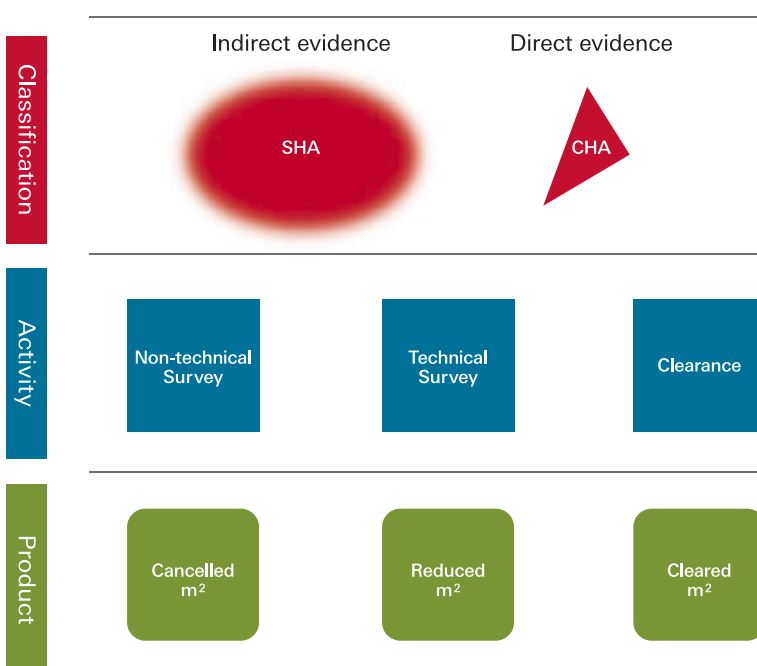 Classification
Indirect evidence
Direct evidence
SHA
CHA
Activity
Non-technical
Survey
Technical
Survey
Clearance
Product
Cancelled
m²
Reduced
m²
Cleared
m²